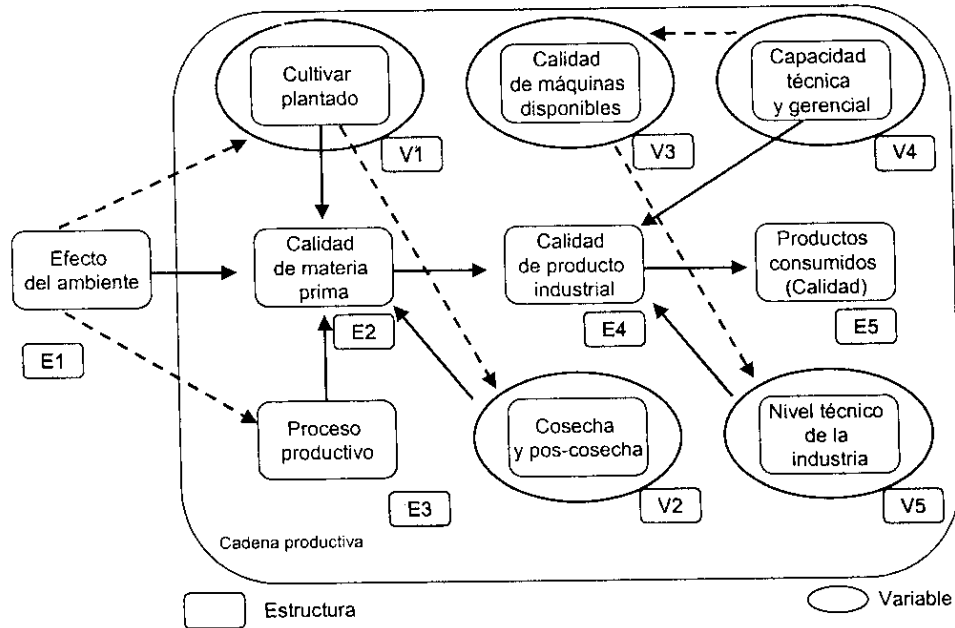 Cultivar
plantado
V1
Calidad
de máquinas
disponibles
V3
Capacidad
técnica
y gerencial
V4
Efecto
del ambiente
E1
Calidad
de materia
prima
E2
Calidad
de producto
industrial
E4
Productos
consumidos
(Calidad)
E5
Proceso
productivo
E3
Cosecha
y pos-cosecha
V2
Nivel técnico
de la
industria
V5
Cadena productiva
Estructura
Variable